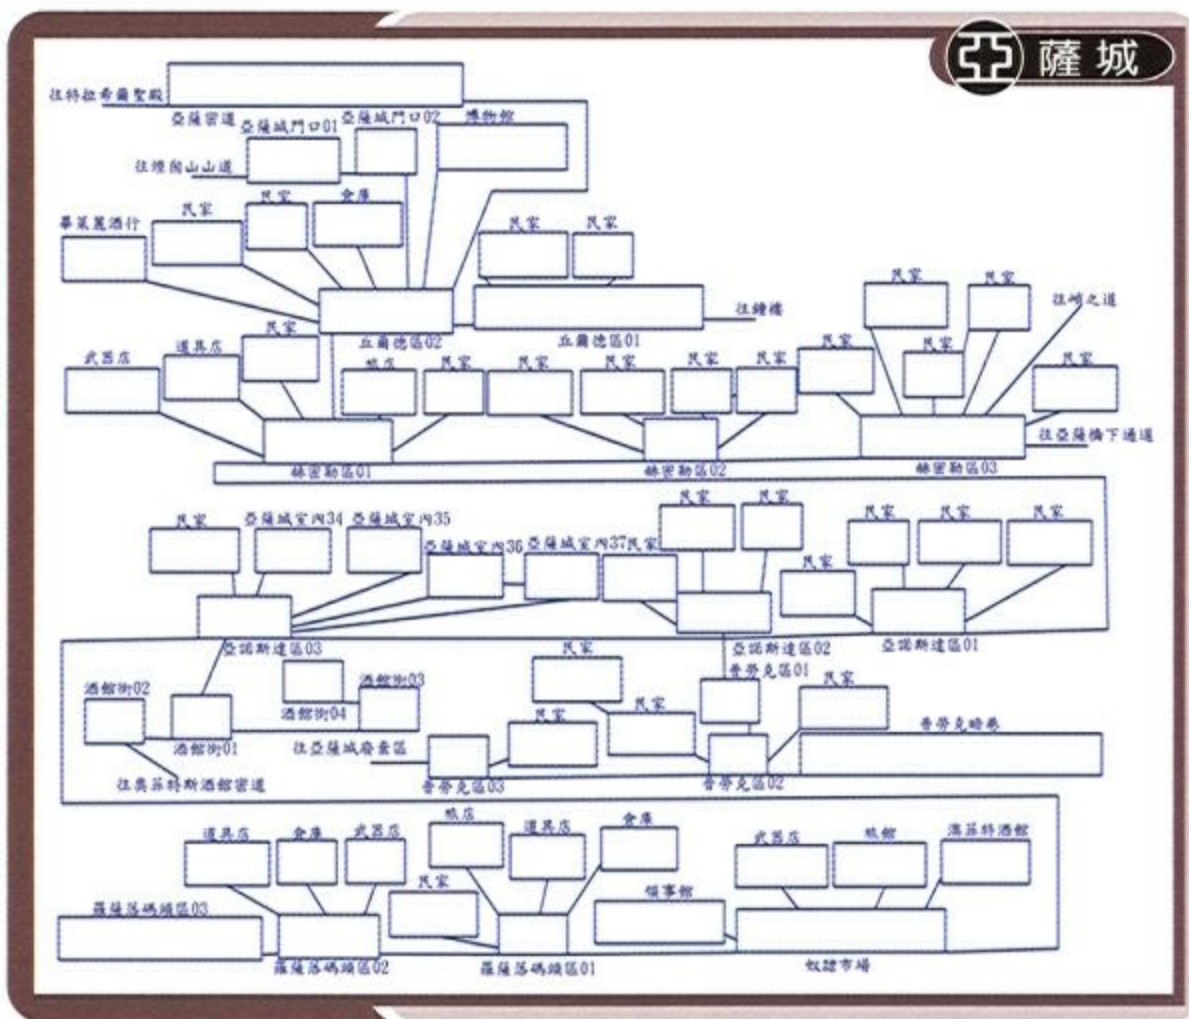 亞 薩城
往特拉希爾聖殿
亞薩密道
亞薩城門口01
亞薩城門口02
博物館
往煙囪山山道
畢萊麗酒行
民家
民家
倉庫
民家
民家
往鐘樓
丘爾德區02
丘爾德區01
武器店
道具店
民家
旅店
民家
民家
民家
民家
民家
民家
民家
民家
民家
往崎之道
民家
往亞薩橋下通道
赫密勒區01
赫密勒區02
赫密勒區03
民家
亞薩城室內34
亞薩城室內35
亞薩城室內36
亞薩城室內37
民家
民家
民家
民家
民家
民家
民家
亞諾斯達區03
亞諾斯達區02
亞諾斯達區01
酒館街02
酒館街01
酒館街04
酒館街03
往奧菲特斯酒館密道
往亞薩城廢棄區
民家
民家
民家
普勞克區01
民家
普勞克暗巷
普勞克區03
普勞克區02
道具店
倉庫
武器店
旅店
道具店
倉庫
武器店
旅館
民家
領事館
羅薩落碼頭區03
羅薩落碼頭區02
羅薩落碼頭區01
奴隸市場